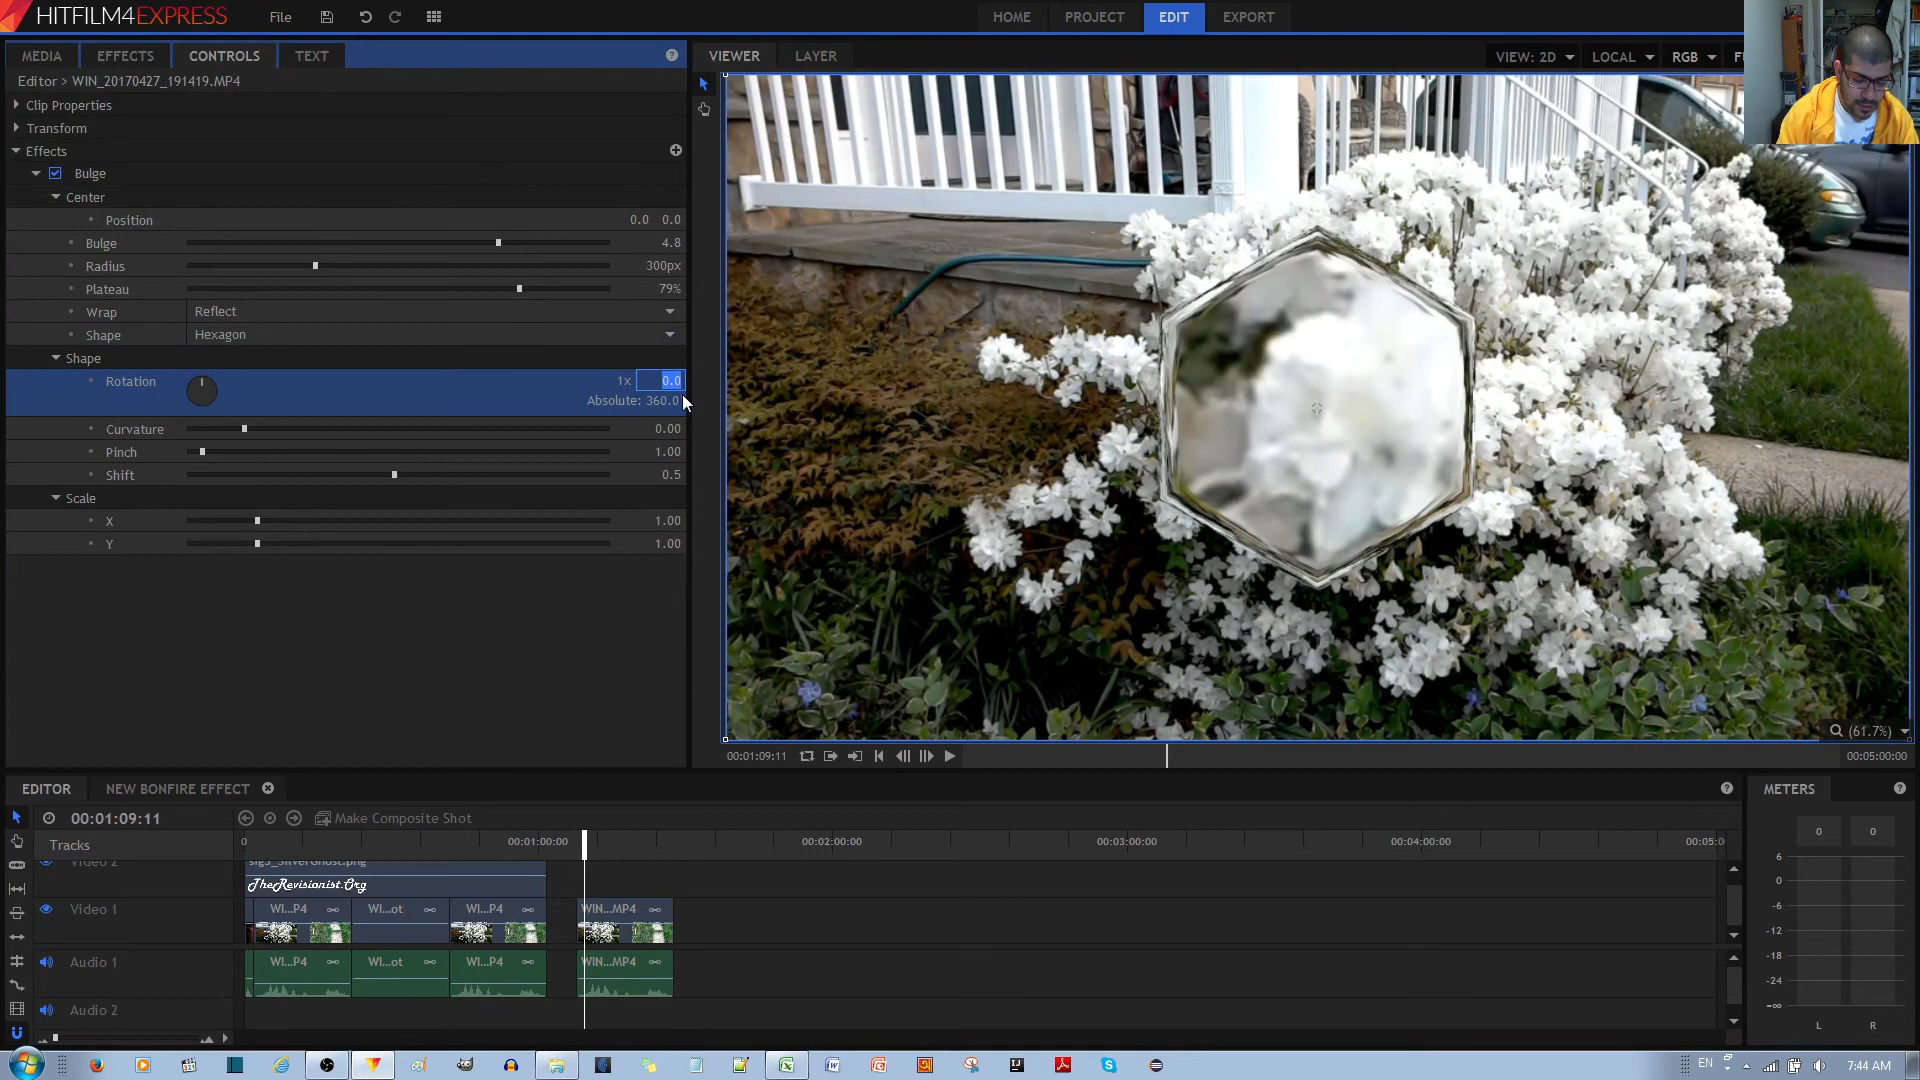 HITFILM4EXPRESS File HOME PROJECT EDIT EXPORT
MEDIA EFFECTS CONTROLS TEXT VIEWER LAYER VIEW: 2D LOCAL RGB
Editor > WIN_20170427_191419.MP4
Clip Properties
Transform
Effects
Bulge
Center
Position 0.0 0.0
Bulge 4.8
Radius 300px
Plateau 79%
Wrap Reflect
Shape Hexagon
Shape
Rotation 1x 0.0
Absolute: 360.0
Curvature 0.00
Pinch 1.00
Shift 0.5
Scale
X 1.00
Y 1.00
(61.7%)
00:01:09:11 00:05:00:00
EDITOR NEW BONFIRE EFFECT METERS
00:01:09:11 Make Composite Shot 0 0
Tracks 0 00:01:00:00 00:02:00:00 00:03:00:00 00:04:00:00 00:05:0
Video 2 sig5_SilverGhost.png
TheRevisionist.Org
Video 1 WI...P4 WI...ot WI...P4 WIN...MP4
Audio 1 WI...P4 WI...ot WI...P4 WIN...MP4
Audio 2
6
0
-6
-12
-18
-24
-∞
L R
EN 7:44 AM